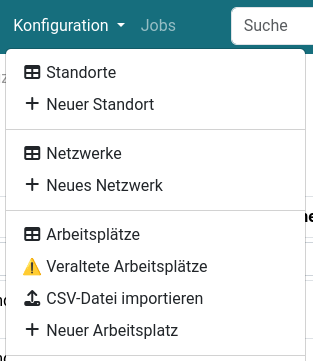 Konfiguration Jobs Suche
Standorte
Neuer Standort
Netzwerke
Neues Netzwerk
Arbeitsplätze
Veraltete Arbeitsplätze
CSV-Datei importieren
Neuer Arbeitsplatz